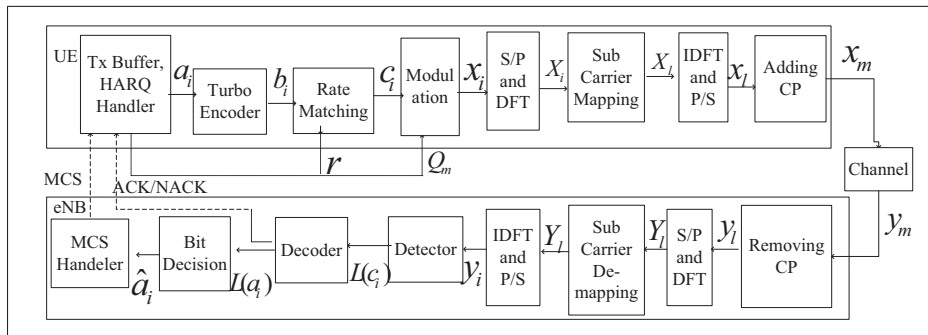 UE
Tx Buffer,
HARQ
Handler
a_i
Turbo
Encoder
b_i
Rate
Matching
c_i
Modul
ation
x_i
S/P
and
DFT
X_i
Sub
Carrier
Mapping
X_l
IDFT
and
P/S
x_l
Adding
CP
x_m
r
Q_m
Channel
MCS
ACK/NACK
eNB
MCS
Handeler
â_i
Bit
Decision
L(a_i)
Decoder
L(c_i)
Detector
y_i
IDFT
and
P/S
Y_l
Sub
Carrier
De-
mapping
Y_l
S/P
and
DFT
y_l
Removing
CP
y_m